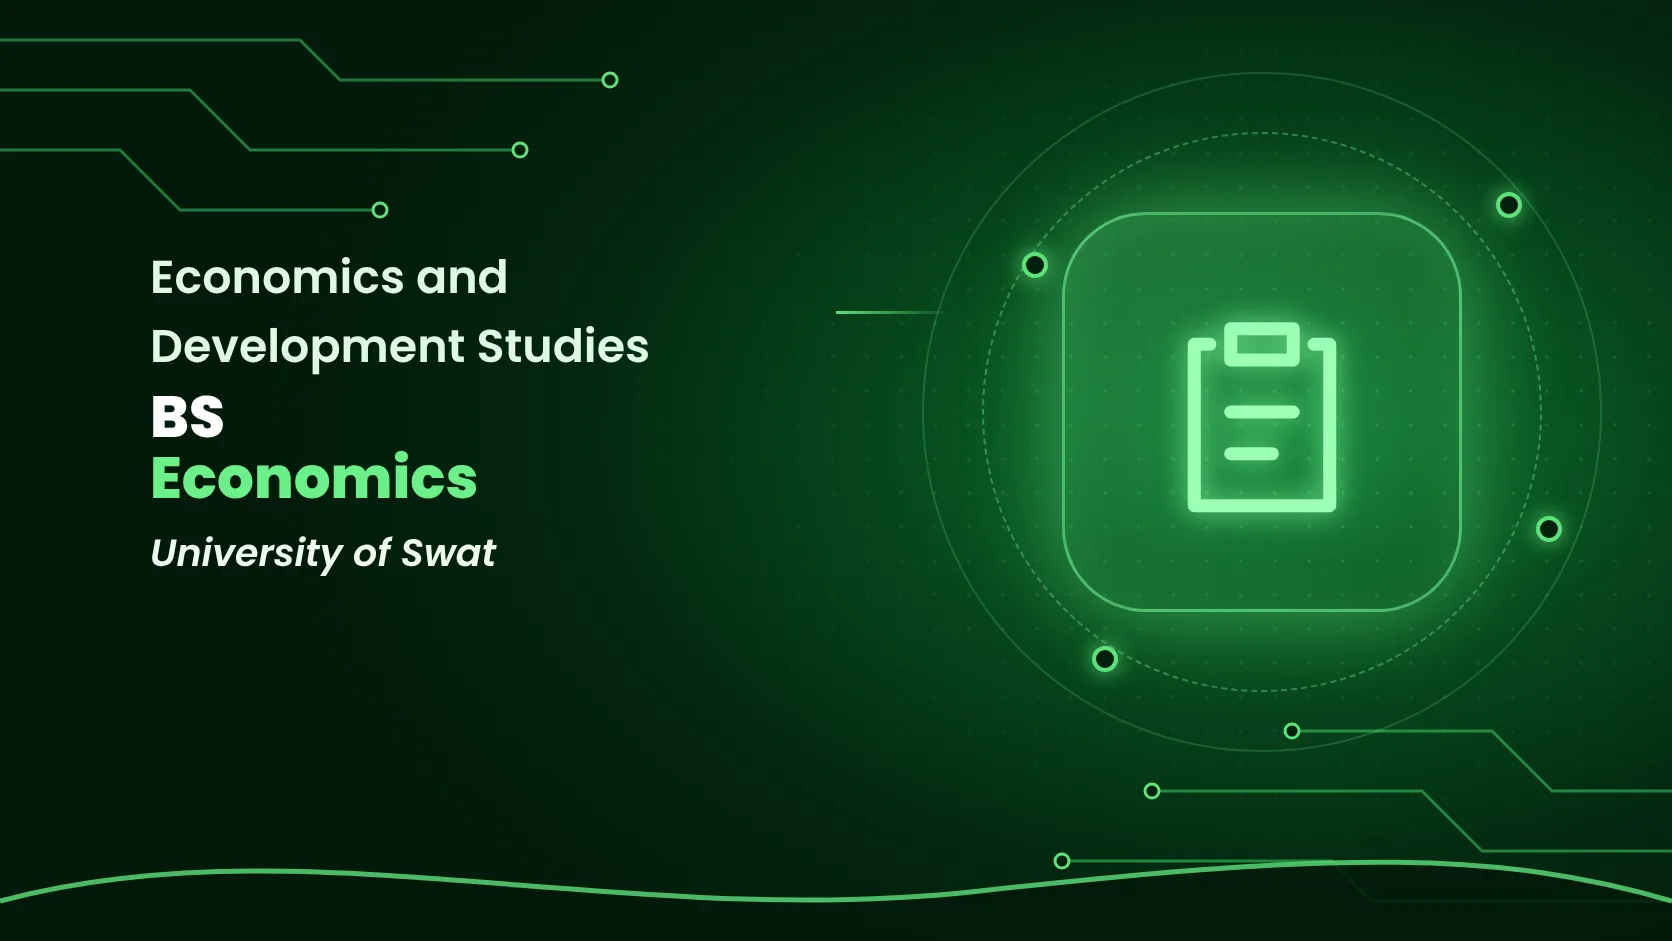 Economics and
Development Studies
BS
Economics
University of Swat